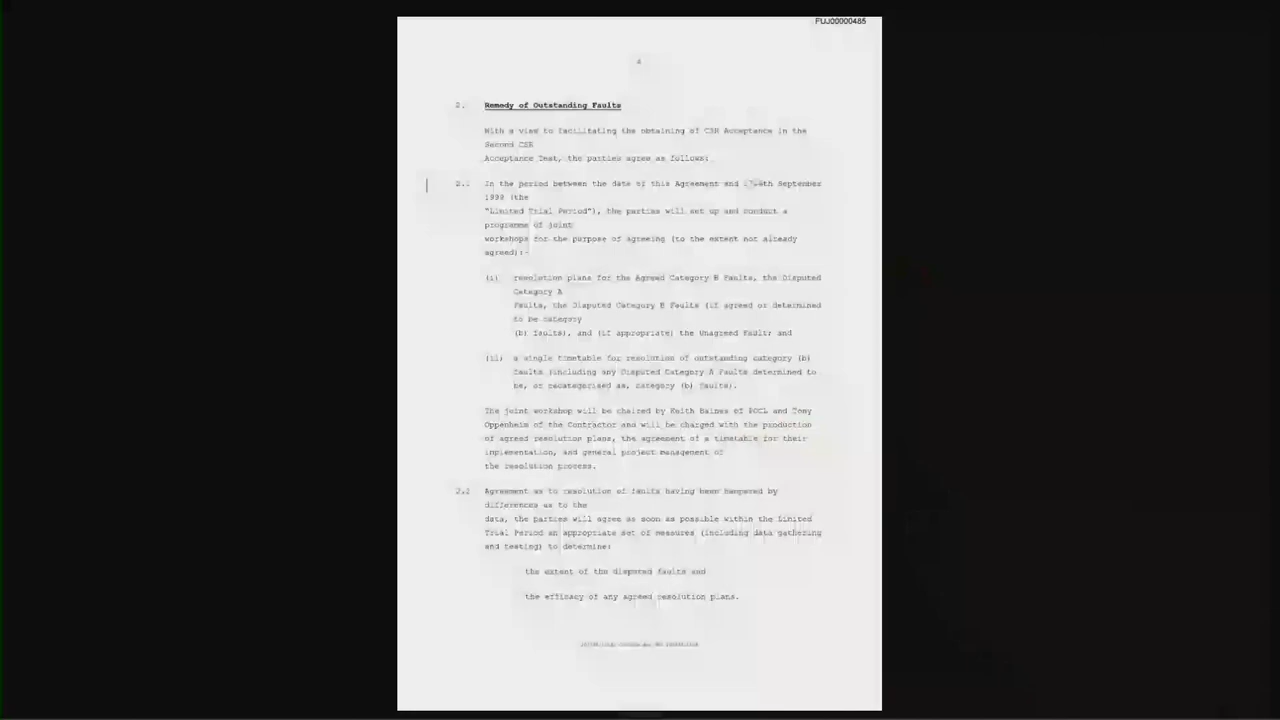 FUJ00000485
4
2. Remedy of Outstanding Faults
With a view to facilitating the obtaining of CSR Acceptance in the
Second CSR
Acceptance Test, the parties agree as follows:
2.1 In the period between the date of this Agreement and September
1999 (the
"Limited Trial Period"), the parties will set up and conduct a
programme of joint
workshops for the purpose of agreeing (to the extent not already
agreed):-
(i) resolution plans for the Agreed Category B Faults, the Disputed
Category A
Faults, the Disputed Category B Faults (if agreed or determined
to be category
(b) faults), and (if appropriate) the Unagreed Fault; and
(ii) a single timetable for resolution of outstanding category (b)
faults (including any Disputed Category A Faults determined to
be, or recategorised as, category (b) faults).
The joint workshop will be chaired by Keith Baines of POCL and Tony
Oppenheim of the Contractor and will be charged with the production
of agreed resolution plans, the agreement of a timetable for their
implementation, and general project management of
the resolution process.
2.2 Agreement as to resolution of faults having been hampered by
differences as to the
data, the parties will agree as soon as possible within the Limited
Trial Period an appropriate set of measures (including data gathering
and testing) to determine:
the extent of the disputed faults and
the efficacy of any agreed resolution plans.